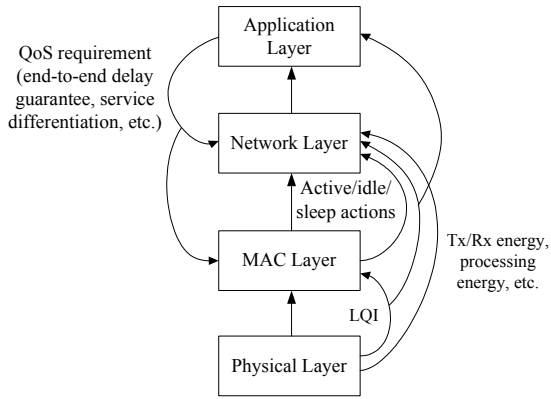 Application
Layer
QoS requirement
(end-to-end delay
guarantee, service
differentiation, etc.)
Network Layer
Active/idle/
sleep actions
Tx/Rx energy,
processing
energy, etc.
MAC Layer
LQI
Physical Layer